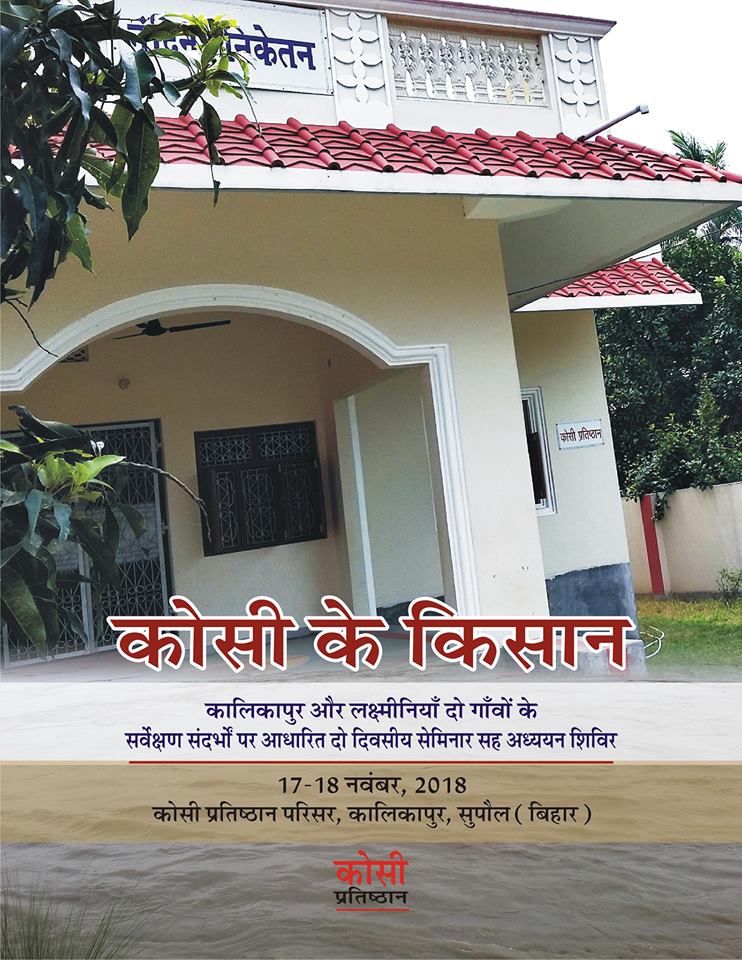 निकेतन
कोसी प्रतिष्ठान
कोसी के किसान
कालिकापुर और लक्ष्मीनियाँ दो गाँवों के
सर्वेक्षण संदर्भों पर आधारित दो दिवसीय सेमिनार सह अध्ययन शिविर
17-18 नवंबर, 2018
कोसी प्रतिष्ठान परिसर, कालिकापुर, सुपौल ( बिहार )
कोसी
प्रतिष्ठान